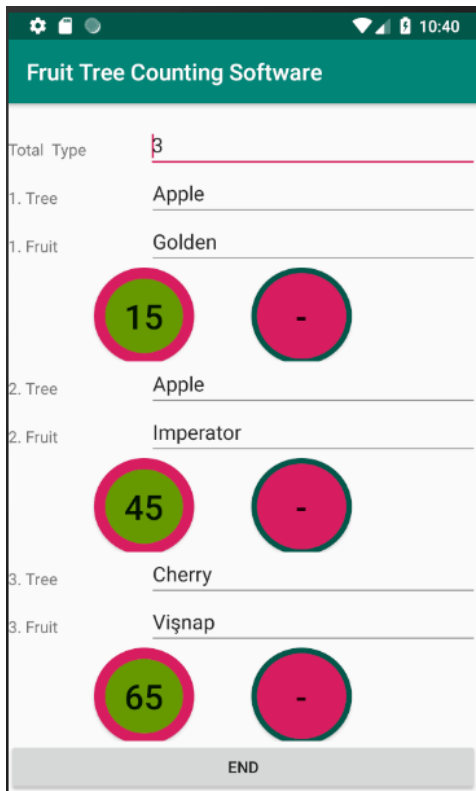 10:40
Fruit Tree Counting Software
Total Type 3
1. Tree Apple
1. Fruit Golden
15 -
2. Tree Apple
2. Fruit Imperator
45 -
3. Tree Cherry
3. Fruit Vişnap
65 -
END